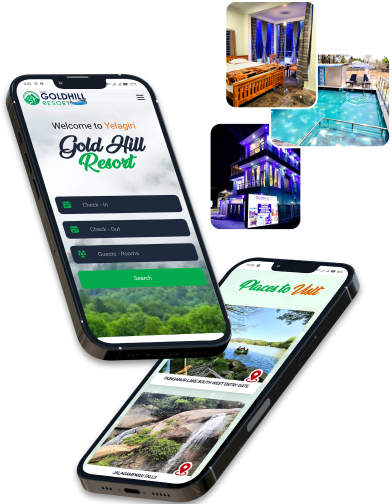 GOLDHILL
RESORT
Welcome to Yelagiri
Gold Hill
Resort
Check - In
Check - Out
Guests - Rooms
Search
Places to Visit
PUNGANUR LAKE SOUTH WEST ENTRY GATE
JALAGAMPARAI FALLS